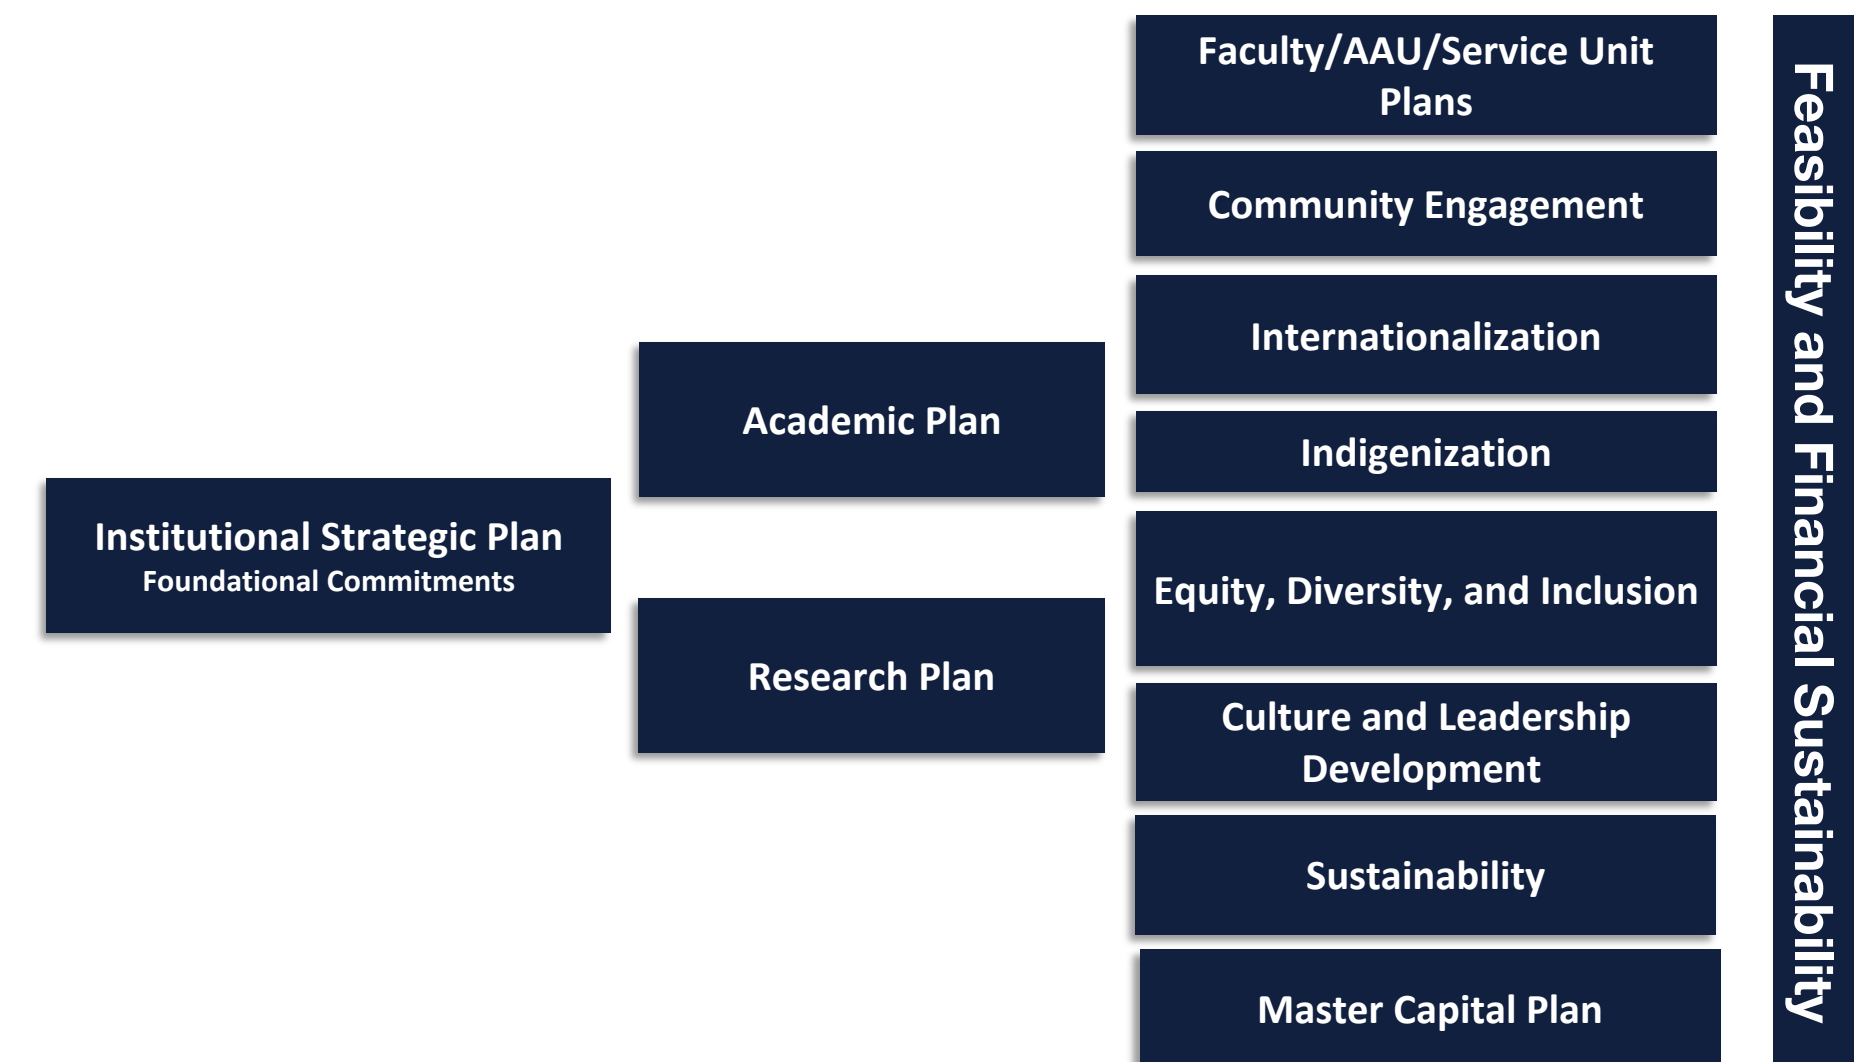 Institutional Strategic Plan
Foundational Commitments
Academic Plan
Research Plan
Faculty/AAU/Service Unit
Plans
Community Engagement
Internationalization
Indigenization
Equity, Diversity, and Inclusion
Culture and Leadership
Development
Sustainability
Master Capital Plan
Feasibility and Financial Sustainability